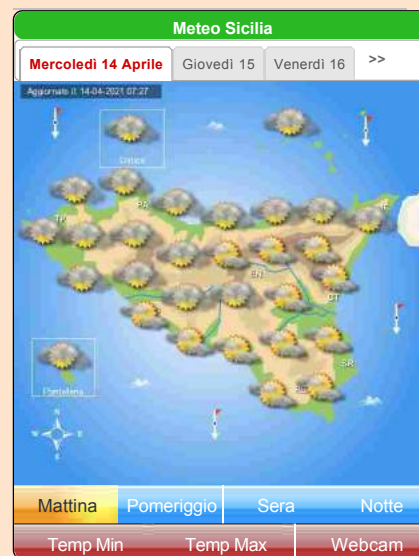 Meteo Sicilia
Mercoledì 14 Aprile Giovedì 15 Venerdì 16 >>
Aggiornato il: 14-04-2021 07:27
Ustica
PA
ME
TP
EN
CT
SR
Pantelleria
N
W E
S
Mattina Pomeriggio Sera Notte
Temp Min Temp Max Webcam